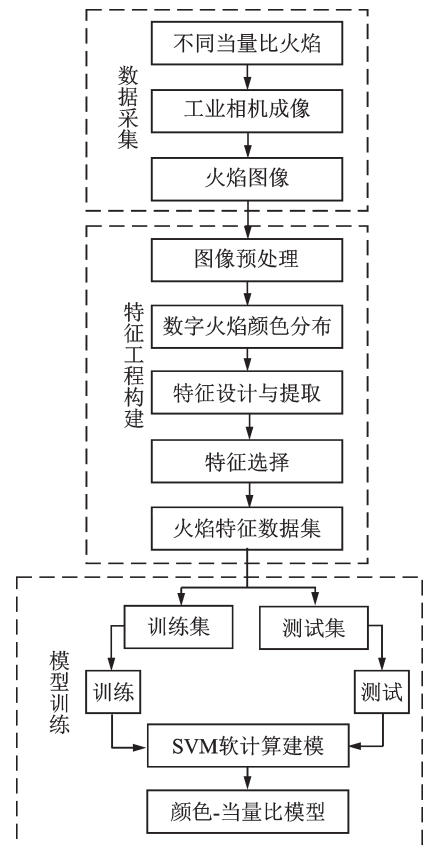 数据采集
不同当量比火焰
工业相机成像
火焰图像
特征工程构建
图像预处理
数字火焰颜色分布
特征设计与提取
特征选择
火焰特征数据集
模型训练
训练集
测试集
训练
测试
SVM软计算建模
颜色-当量比模型